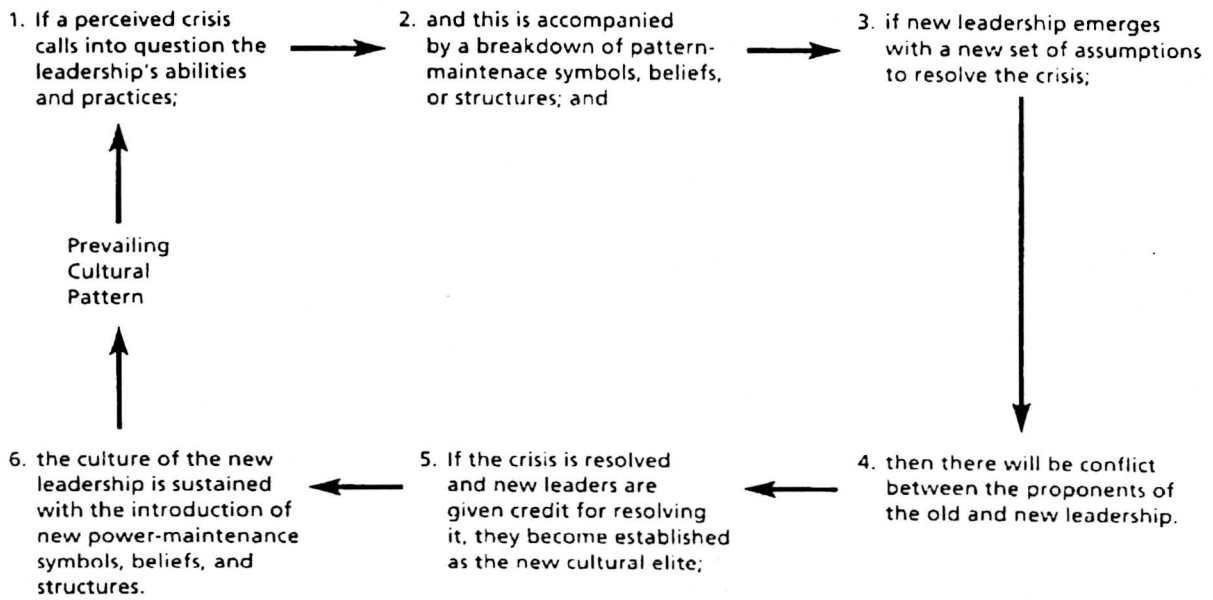 1. If a perceived crisis
calls into question the
leadership's abilities
and practices;
2. and this is accompanied
by a breakdown of pattern-
maintenace symbols, beliefs,
or structures; and
3. if new leadership emerges
with a new set of assumptions
to resolve the crisis;
Prevailing
Cultural
Pattern
6. the culture of the new
leadership is sustained
with the introduction of
new power-maintenance
symbols, beliefs, and
structures.
5. If the crisis is resolved
and new leaders are
given credit for resolving
it, they become established
as the new cultural elite;
4. then there will be conflict
between the proponents of
the old and new leadership.